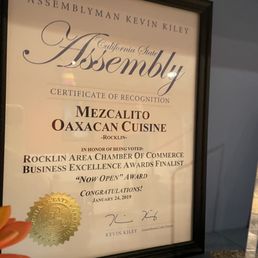 ASSEMBLYMAN KEVIN KILEY
California State
Assembly
CERTIFICATE OF RECOGNITION
MEZCALITO
OAXACAN CUISINE
-ROCKLIN-
IN HONOR OF BEING VOTED:
ROCKLIN AREA CHAMBER OF COMMERCE
BUSINESS EXCELLENCE AWARDS FINALIST
"NOW OPEN" AWARD
CONGRATULATIONS!
JANUARY 24, 2019
KEVIN KILEY